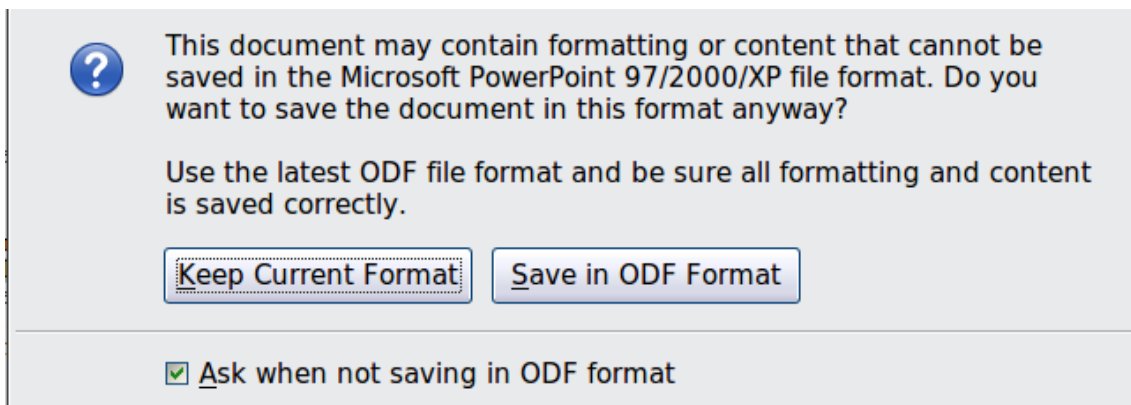 This document may contain formatting or content that cannot be
saved in the Microsoft PowerPoint 97/2000/XP file format. Do you
want to save the document in this format anyway?
Use the latest ODF file format and be sure all formatting and content
is saved correctly.
Keep Current Format
Save in ODF Format
Ask when not saving in ODF format